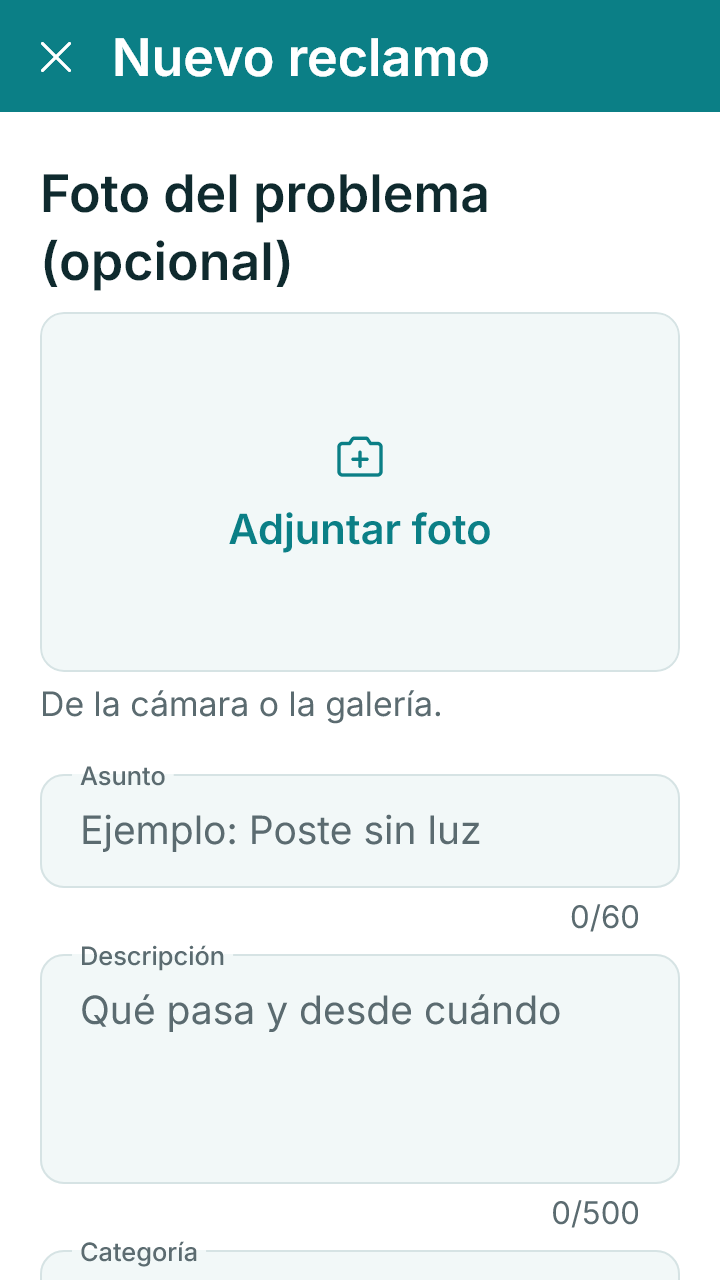 Nuevo reclamo
Foto del problema
(opcional)
Adjuntar foto
De la cámara o la galería.
Asunto
Ejemplo: Poste sin luz
0/60
Descripción
Qué pasa y desde cuándo
0/500
Categoría